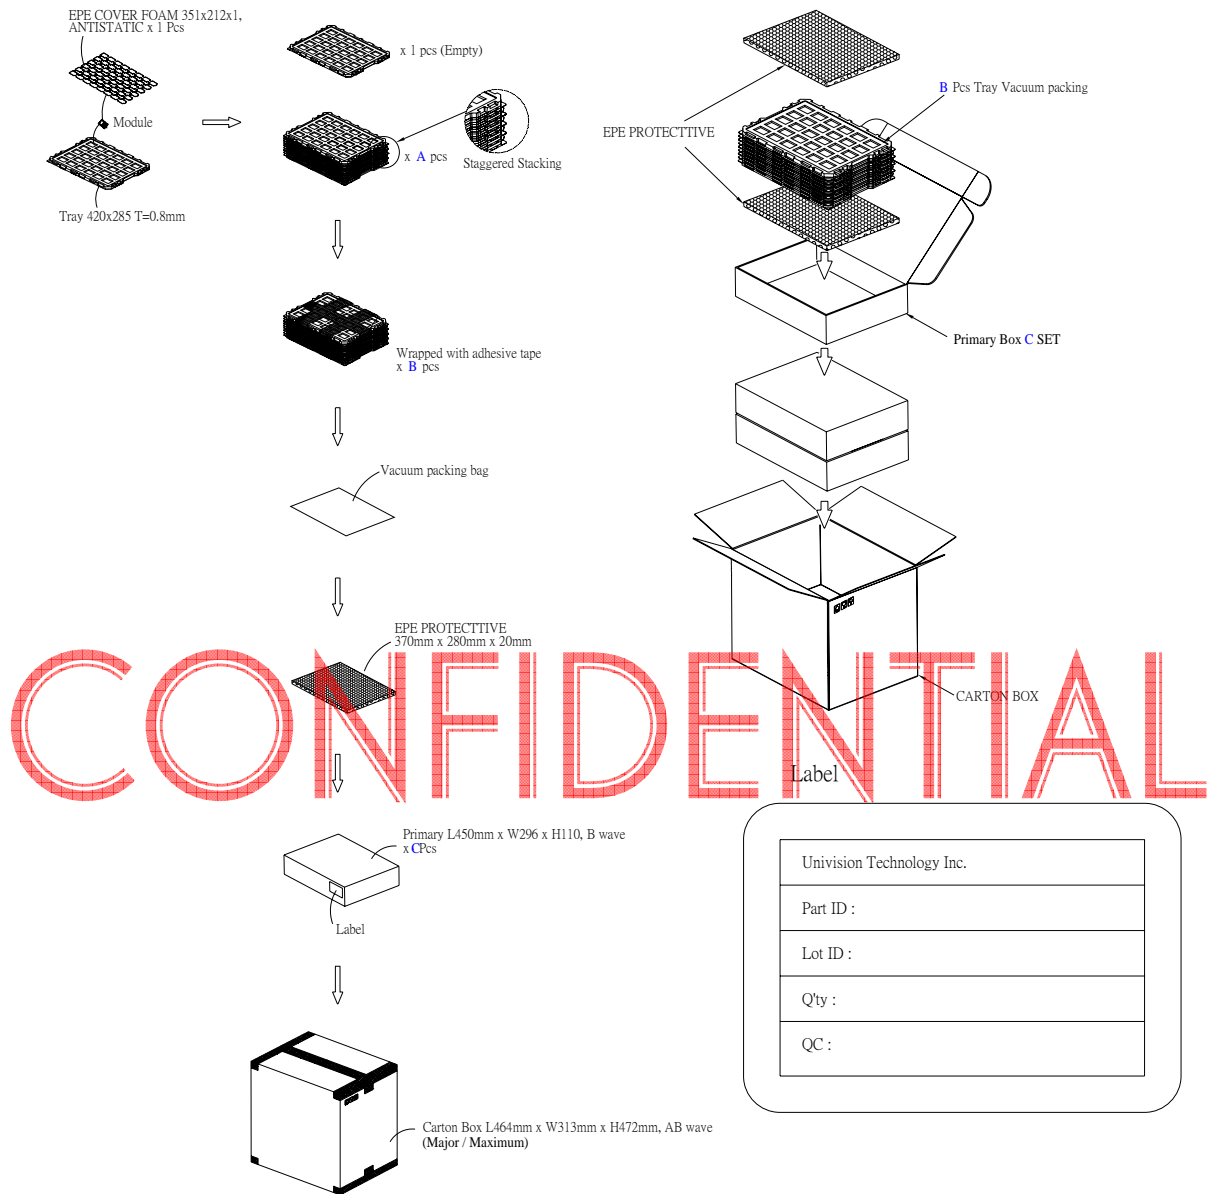 EPE COVER FOAM 351x212x1,
ANTISTATIC x 1 Pcs
Module
Tray 420x285 T=0.8mm
x 1 pcs (Empty)
x A pcs
Staggered Stacking
Wrapped with adhesive tape
x B pcs
Vacuum packing bag
EPE PROTECTTIVE
370mm x 280mm x 20mm
Primary L450mm x W296 x H110, B wave
x CPcs
Label
Carton Box L464mm x W313mm x H472mm, AB wave
(Major / Maximum)
B Pcs Tray Vacuum packing
EPE PROTECTTIVE
Primary Box C SET
CARTON BOX
CONFIDENTIAL
Label
Univision Technology Inc.
Part ID :
Lot ID :
Q'ty :
QC :